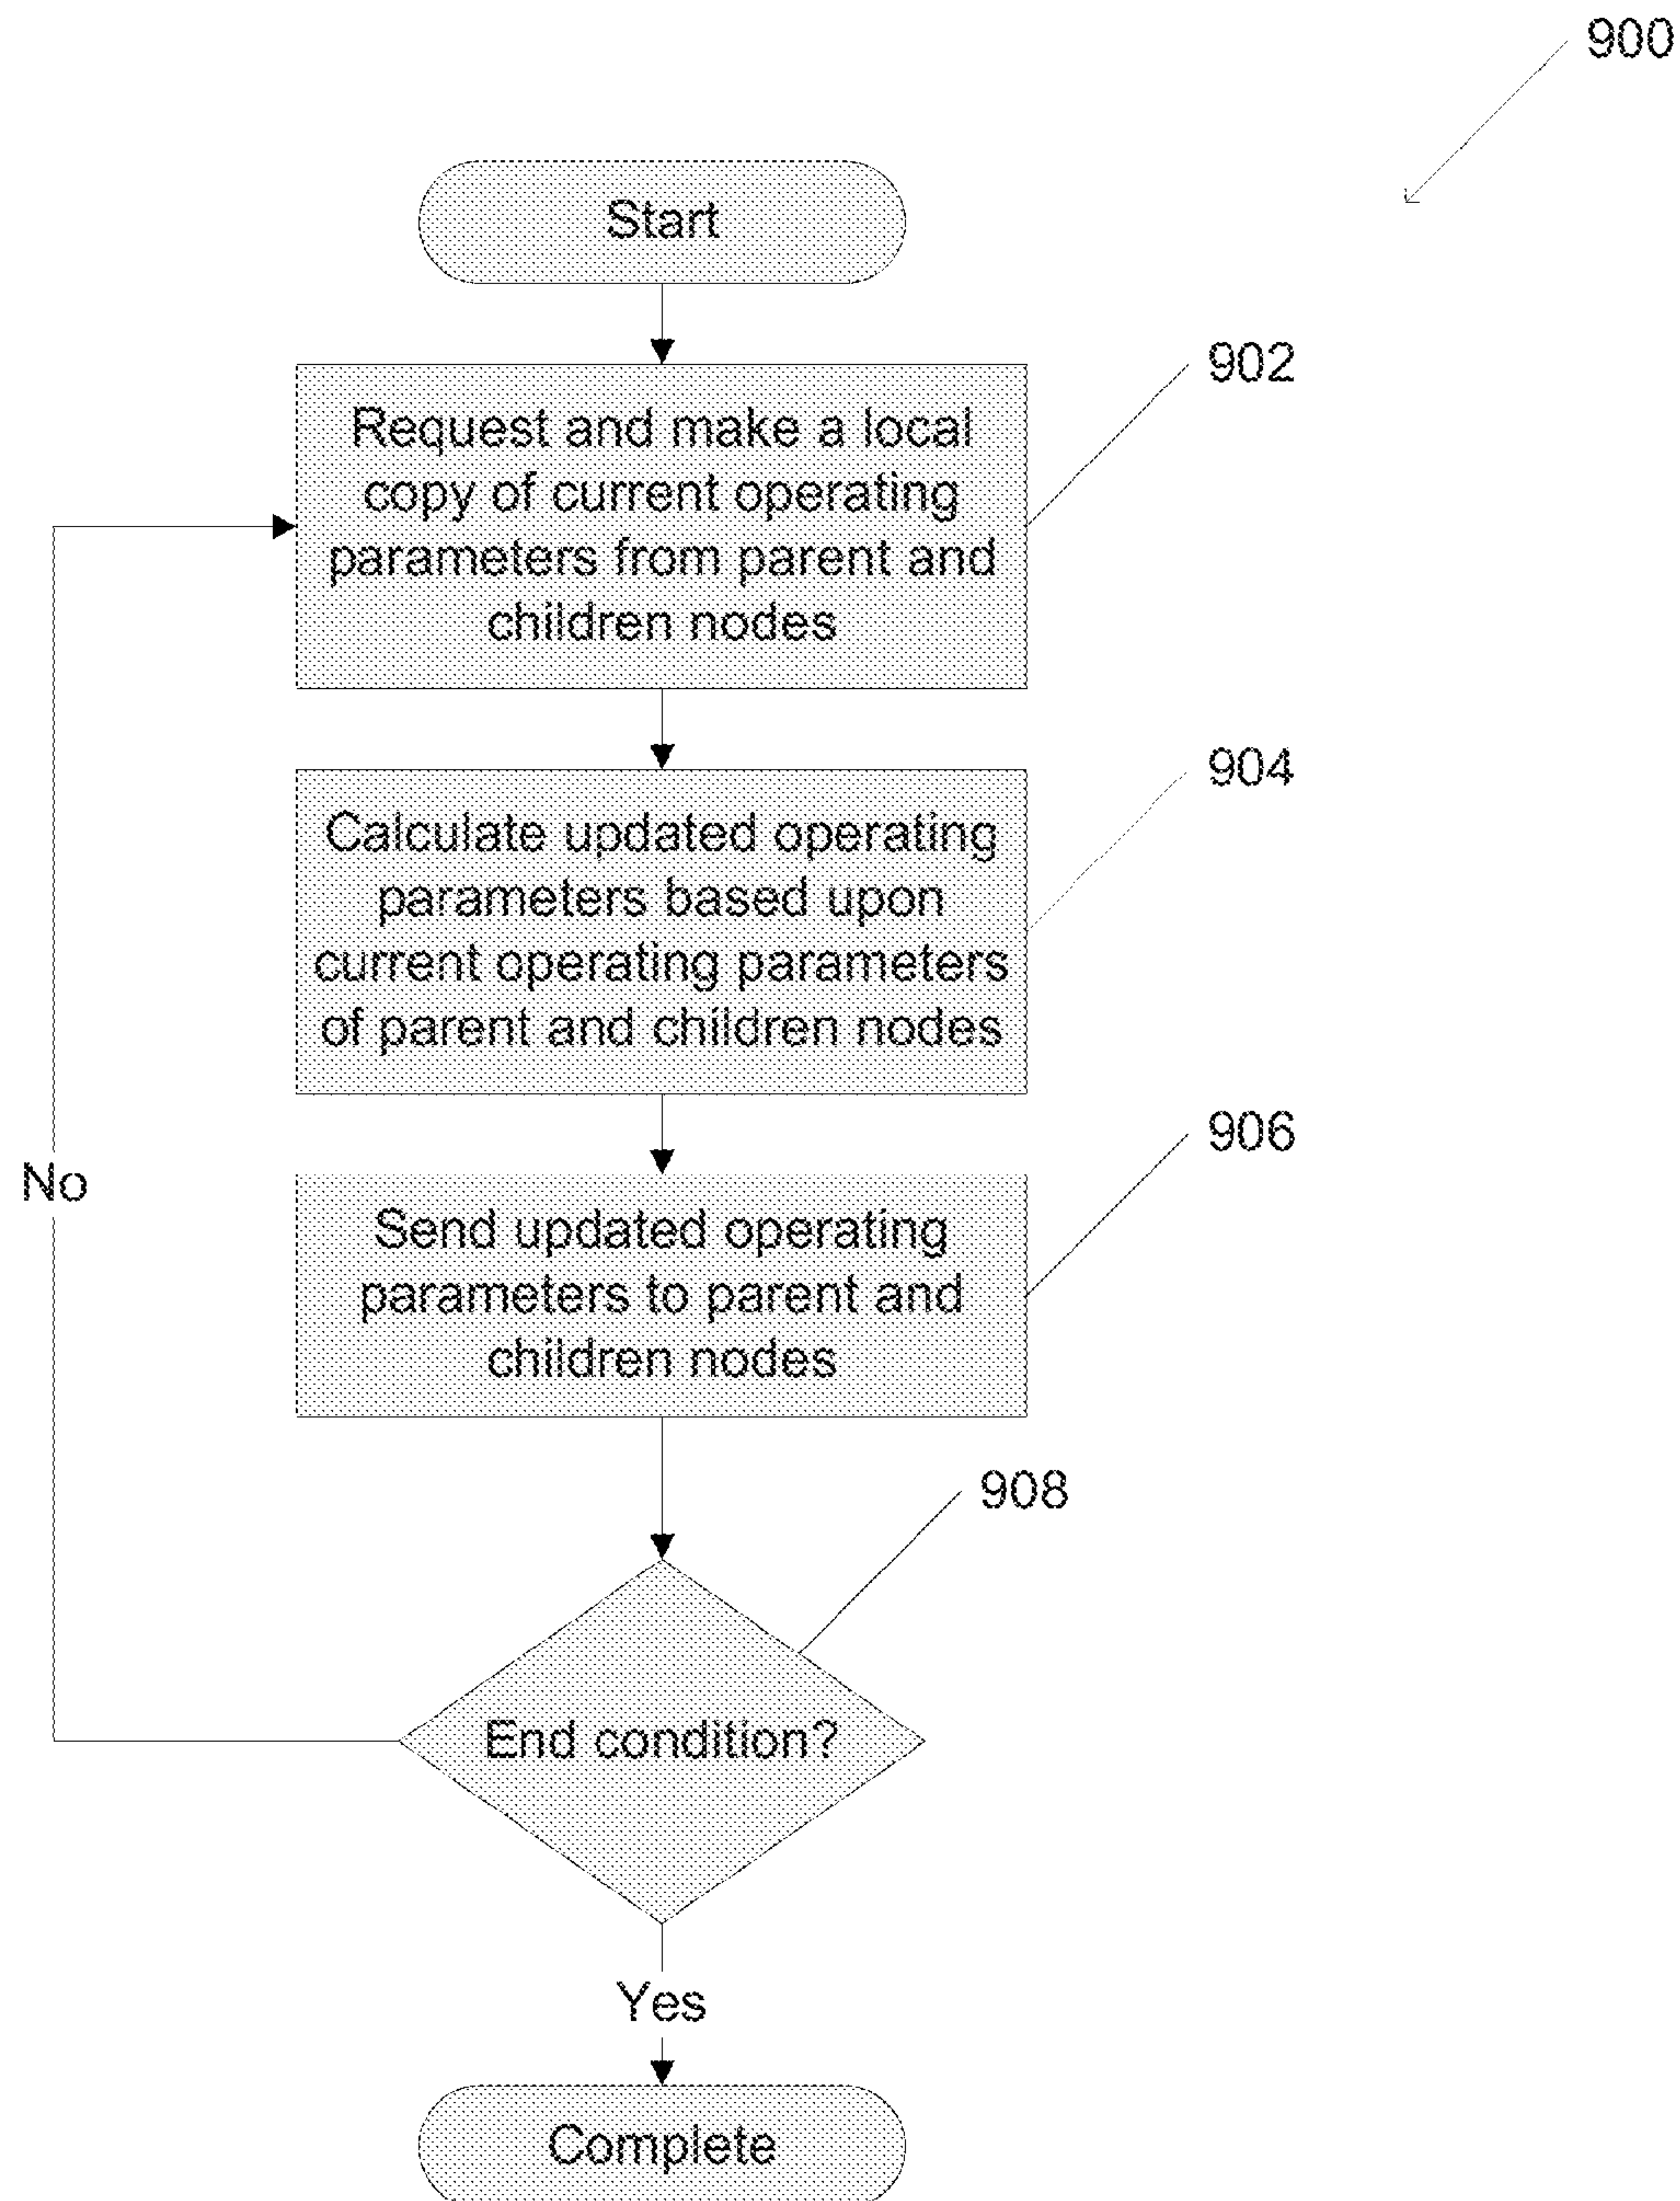 900
Start
902
Request and make a local
copy of current operating
parameters from parent and
children nodes
904
Calculate updated operating
parameters based upon
current operating parameters
of parent and children nodes
906
Send updated operating
parameters to parent and
children nodes
No
908
End condition?
Yes
Complete